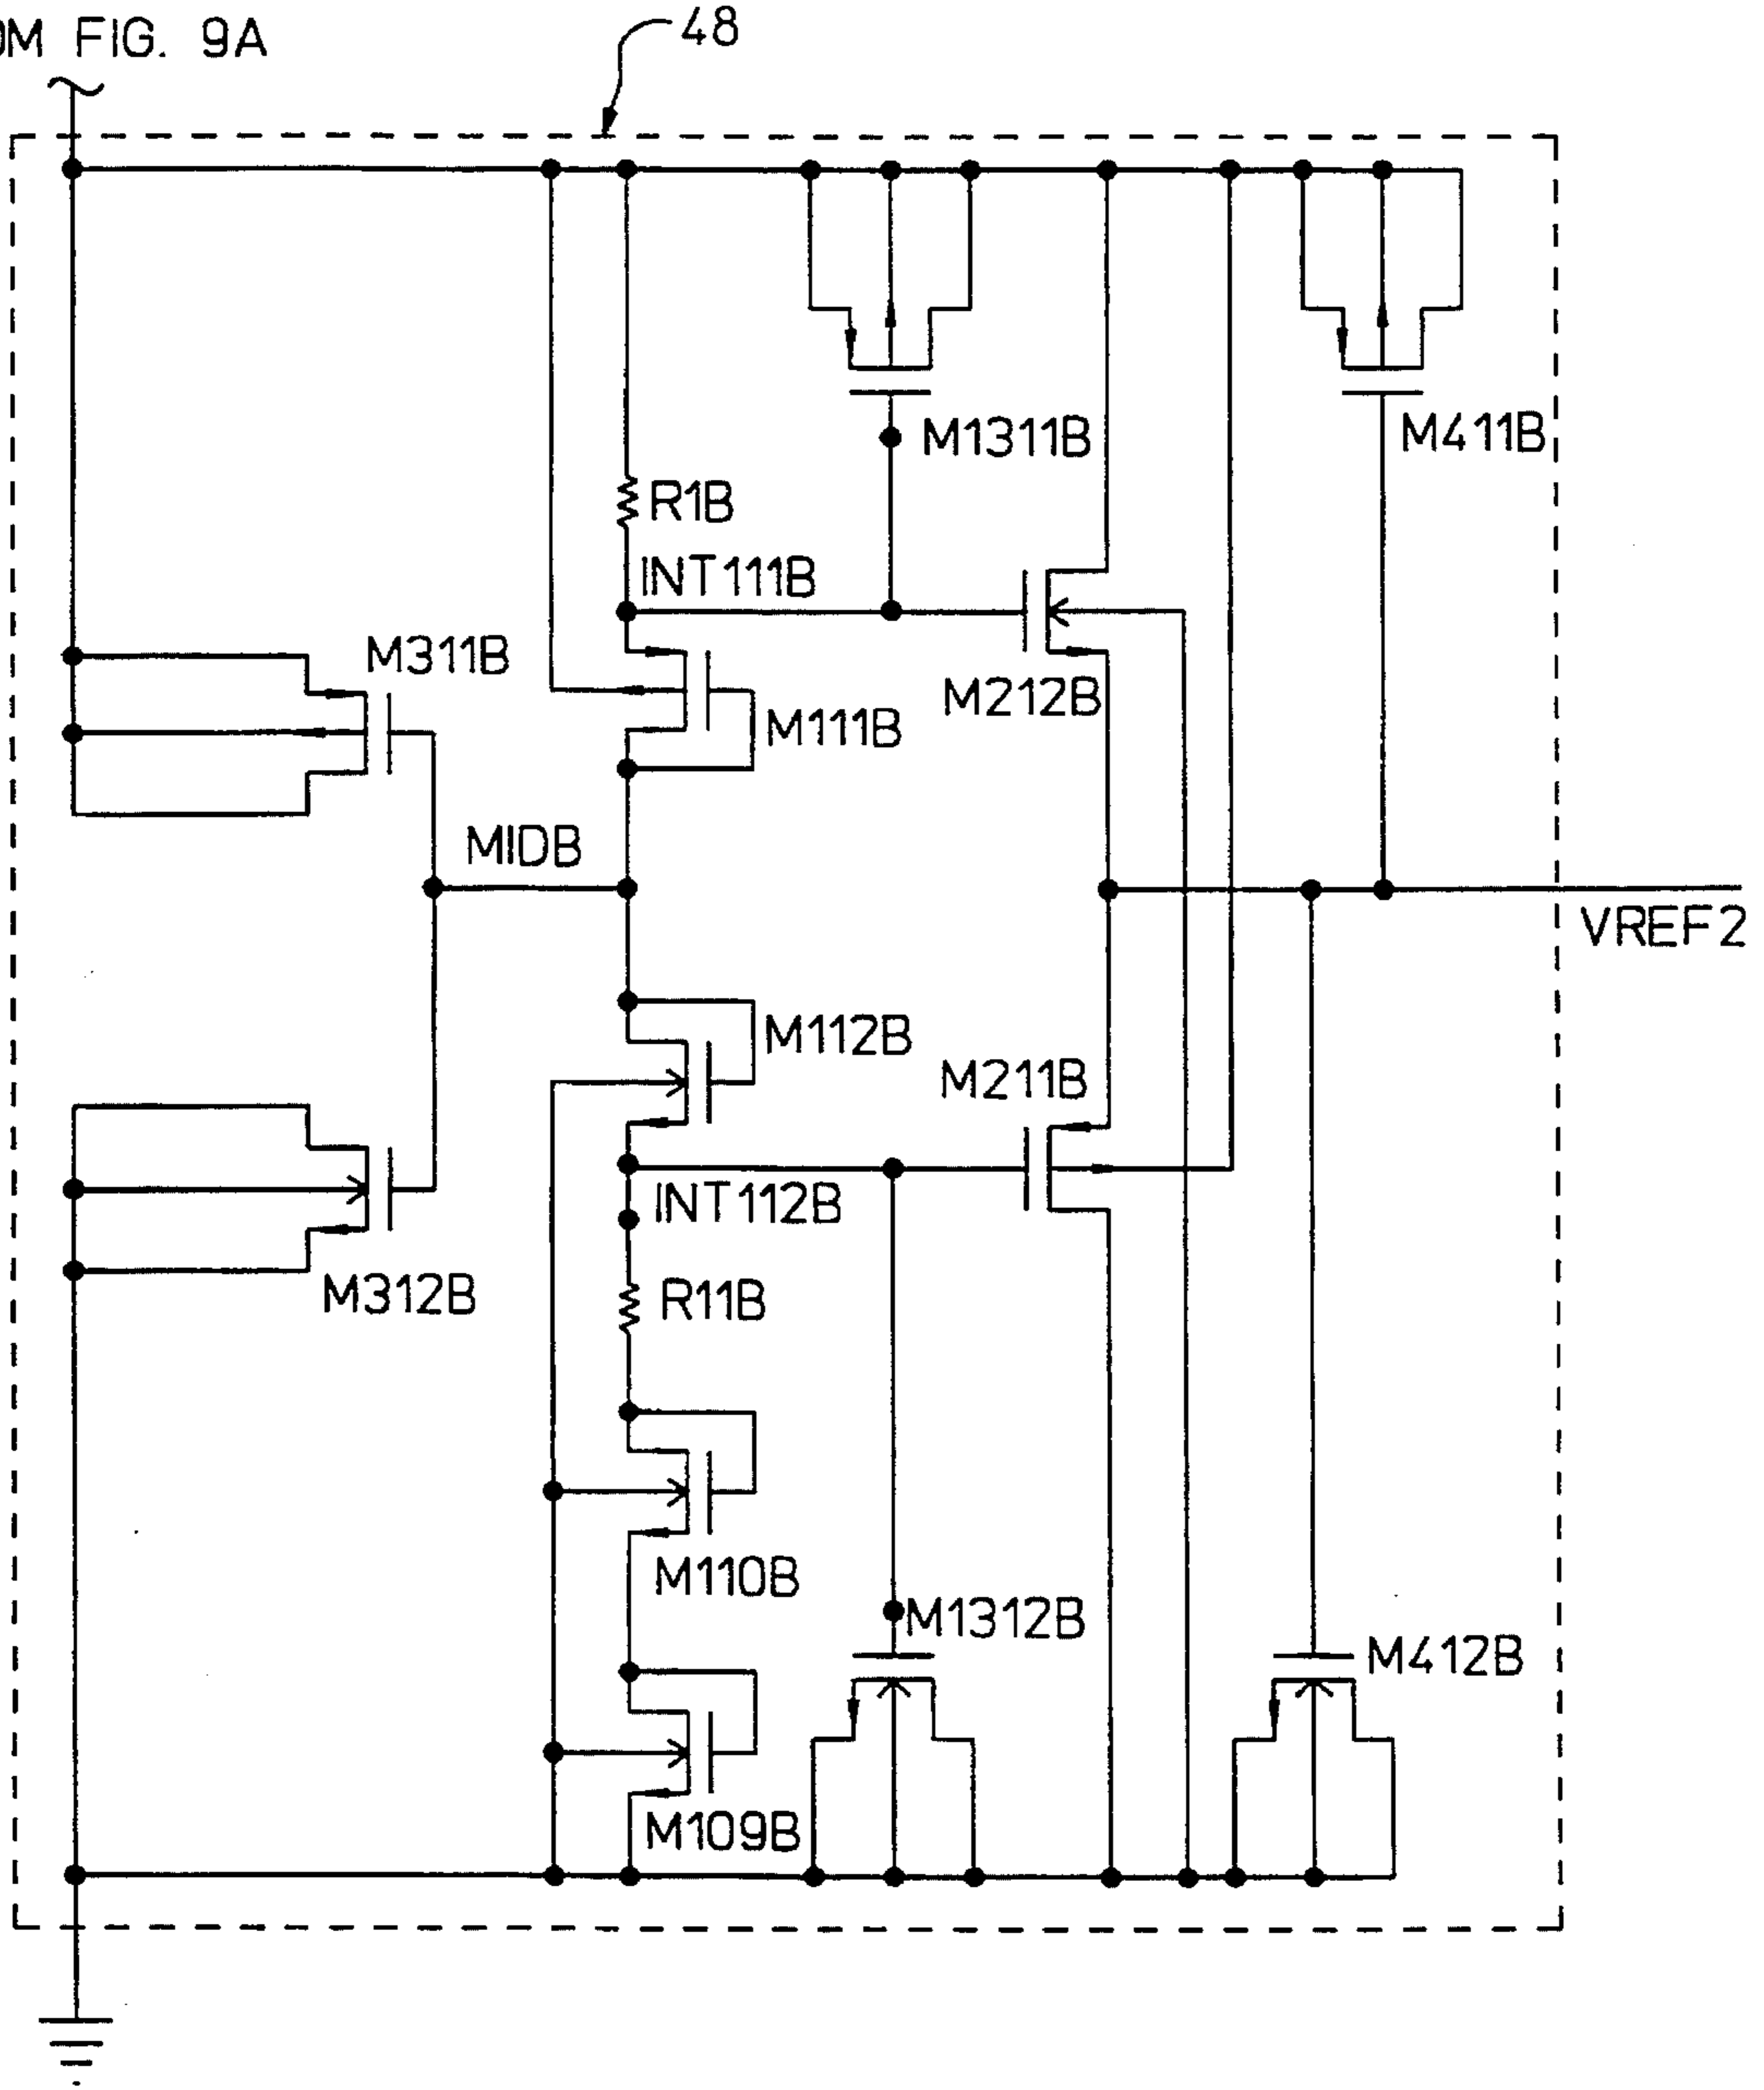 OM FIG. 9A
48
M1311B
M411B
R1B
INT111B
M311B
M212B
M111B
MIDB
VREF2
M112B
M211B
INT112B
M312B
R11B
M110B
M1312B
M412B
M109B